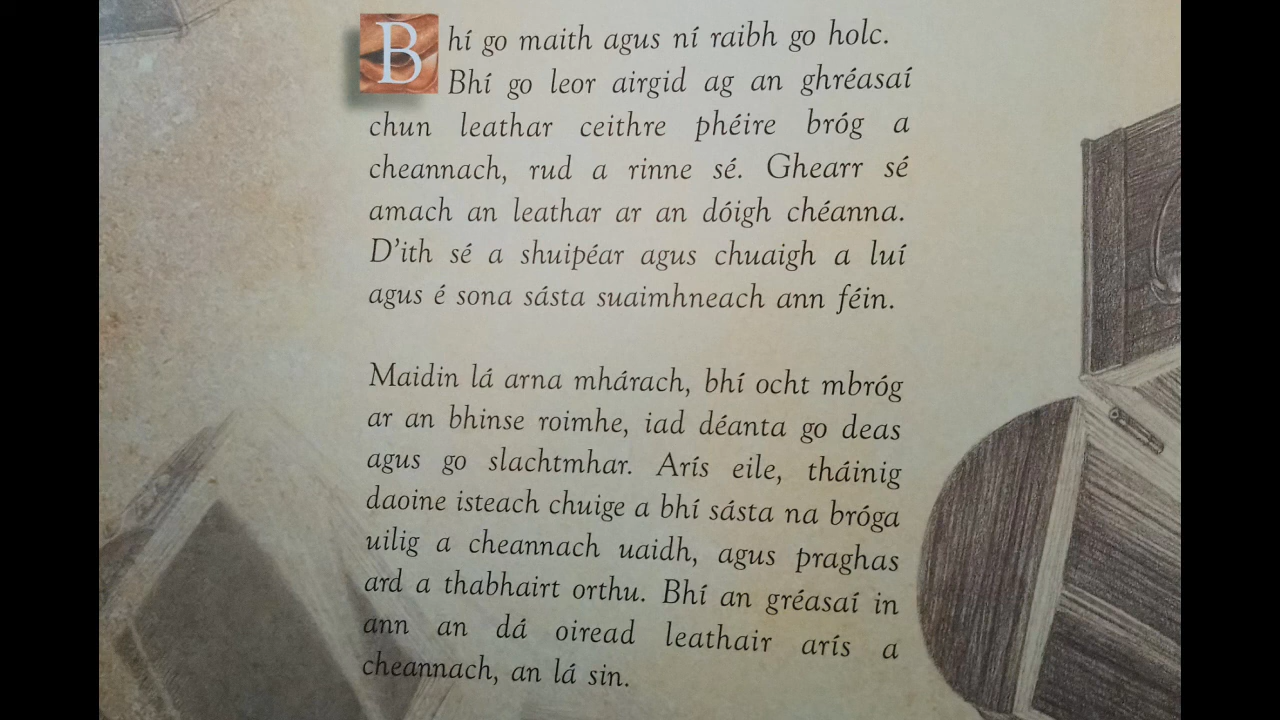 Bhí go maith agus ní raibh go holc.
Bhí go leor airgid ag an ghréasaí
chun leathar ceithre phéire bróg a
cheannach, rud a rinne sé. Ghearr sé
amach an leathar ar an dóigh chéanna.
D'ith sé a shuipéar agus chuaigh a luí
agus é sona sásta suaimhneach ann féin.
Maidin lá arna mhárach, bhí ocht mbróg
ar an bhinse roimhe, iad déanta go deas
agus go slachtmhar. Arís eile, tháinig
daoine isteach chuige a bhí sásta na bróga
uilig a cheannach uaidh, agus praghas
ard a thabhairt orthu. Bhí an gréasaí in
ann an dá oiread leathair arís a
cheannach, an lá sin.